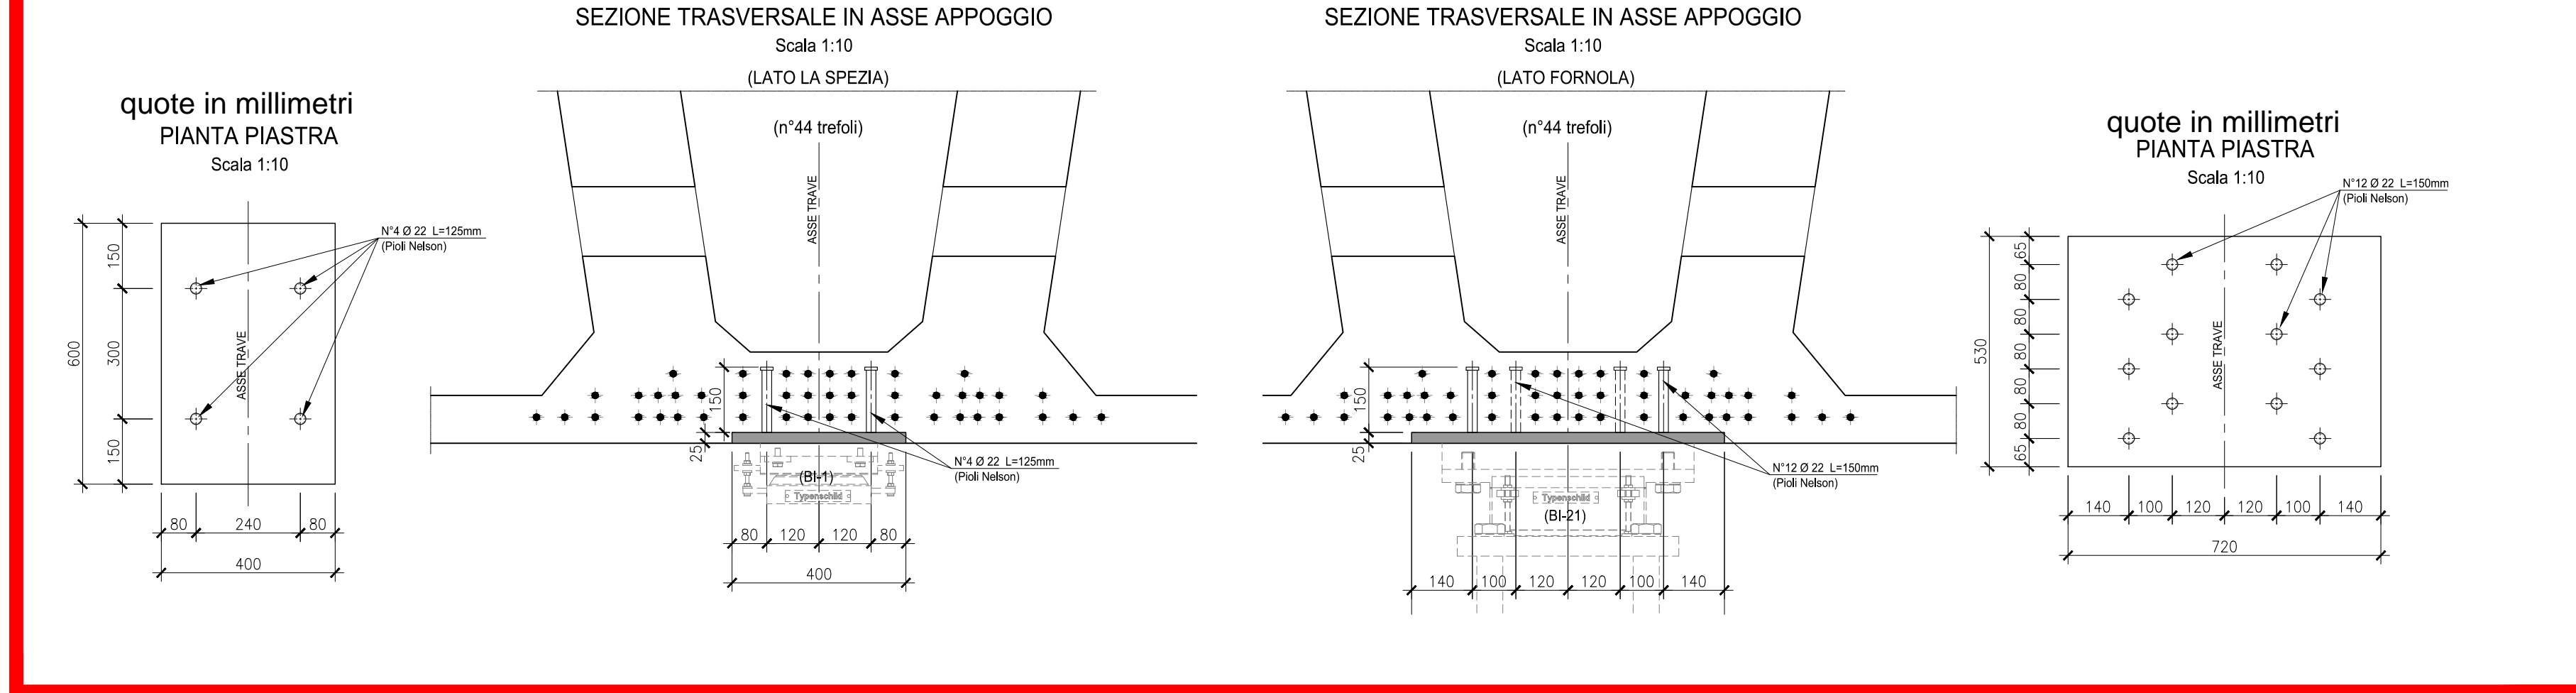 quote in millimetri
PIANTA PIASTRA
Scala 1:10
N°4 Ø 22 L=125mm
(Pioli Nelson)
ASSE TRAVE
150
300
150
600
80 240 80
400
SEZIONE TRASVERSALE IN ASSE APPOGGIO
Scala 1:10
(LATO LA SPEZIA)
(n°44 trefoli)
ASSE TRAVE
150
25
(BI-1)
Typenschild
N°4 Ø 22 L=125mm
(Pioli Nelson)
80 120 120 80
400
SEZIONE TRASVERSALE IN ASSE APPOGGIO
Scala 1:10
(LATO FORNOLA)
(n°44 trefoli)
ASSE TRAVE
150
25
Typenschild
(BI-21)
N°12 Ø 22 L=150mm
(Pioli Nelson)
140 100 120 120 100 140
quote in millimetri
PIANTA PIASTRA
Scala 1:10
N°12 Ø 22 L=150mm
(Pioli Nelson)
ASSE TRAVE
65
80
80
80
80
80
65
530
140 100 120 120 100 140
720